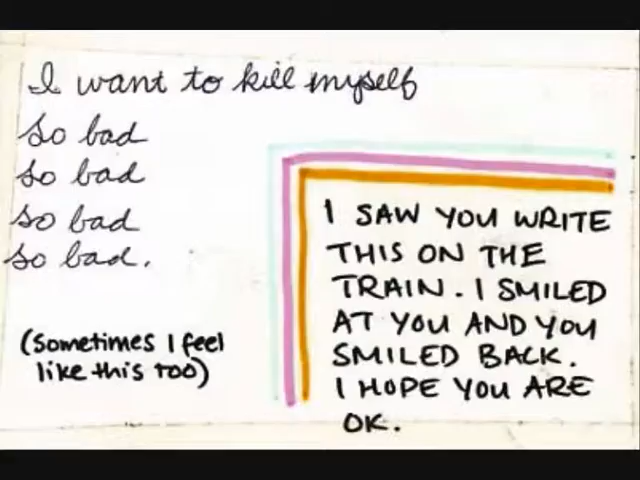 I want to kill myself
so bad
so bad
so bad
so bad.
(Sometimes I feel
like this too)
I SAW YOU WRITE
THIS ON THE
TRAIN. I SMILED
AT YOU AND YOU
SMILED BACK.
I HOPE YOU ARE
OK.